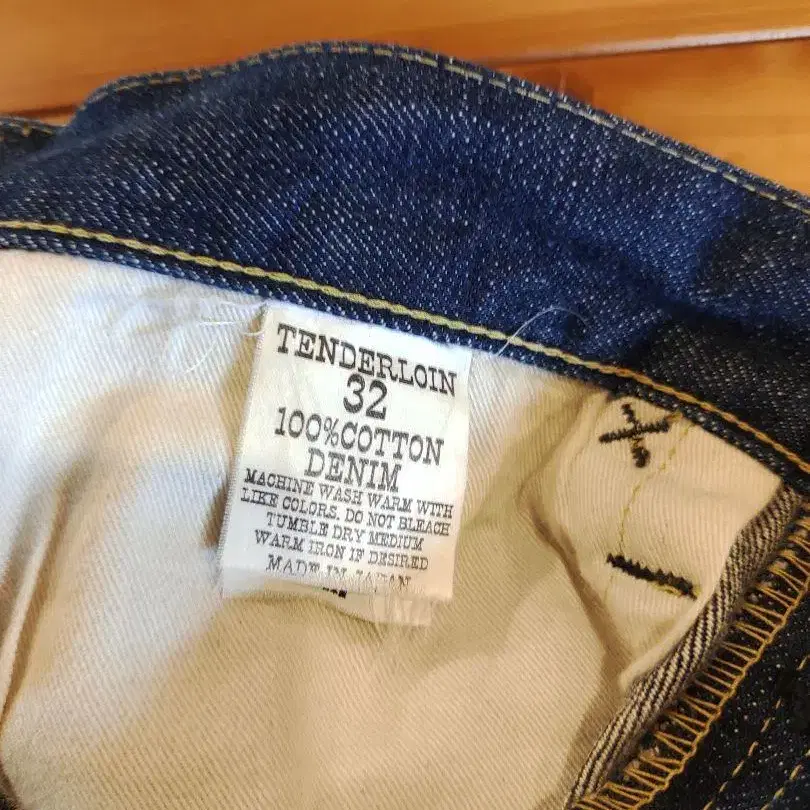 TENDERLOIN
32
100%COTTON
DENIM
MACHINE WASH WARM WITH
LIKE COLORS. DO NOT BLEACH
TUMBLE DRY MEDIUM
WARM IRON IF DESIRED
MADE IN JAPAN